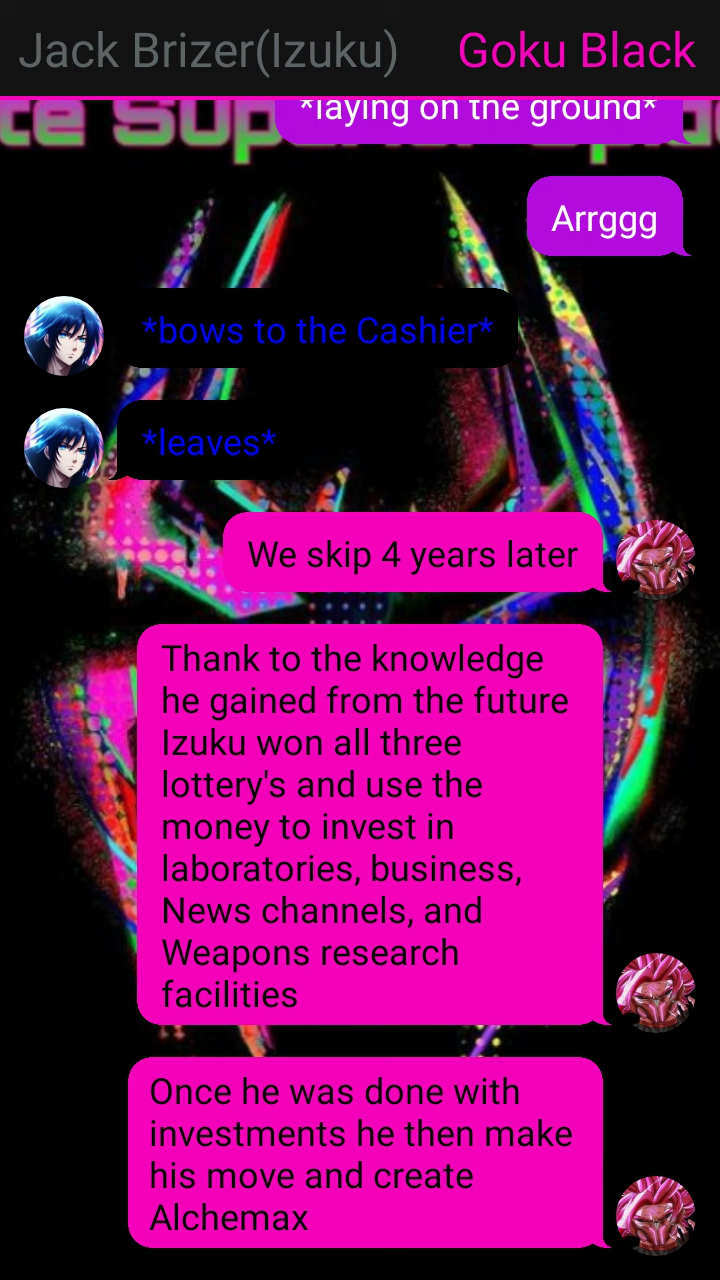 Jack Brizer(Izuku) Goku Black
*laying on the ground*
te Superior Spid
Arrggg
*bows to the Cashier*
*leaves*
We skip 4 years later
Thank to the knowledge
he gained from the future
Izuku won all three
lottery's and use the
money to invest in
laboratories, business,
News channels, and
Weapons research
facilities
Once he was done with
investments he then make
his move and create
Alchemax